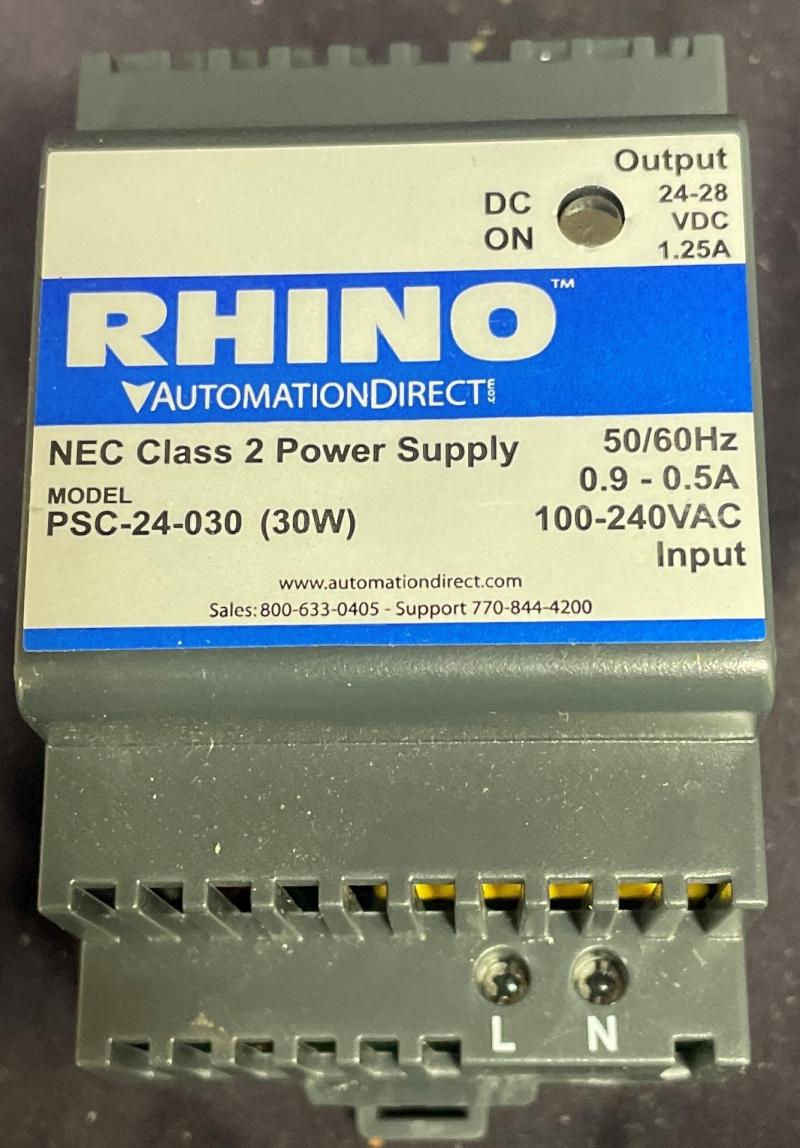 Output
DC 24-28
ON VDC
1.25A
RHINO™
AUTOMATIONDIRECT.com
NEC Class 2 Power Supply
50/60Hz
0.9 - 0.5A
MODEL
PSC-24-030 (30W)
100-240VAC
Input
www.automationdirect.com
Sales: 800-633-0405 - Support 770-844-4200
L N